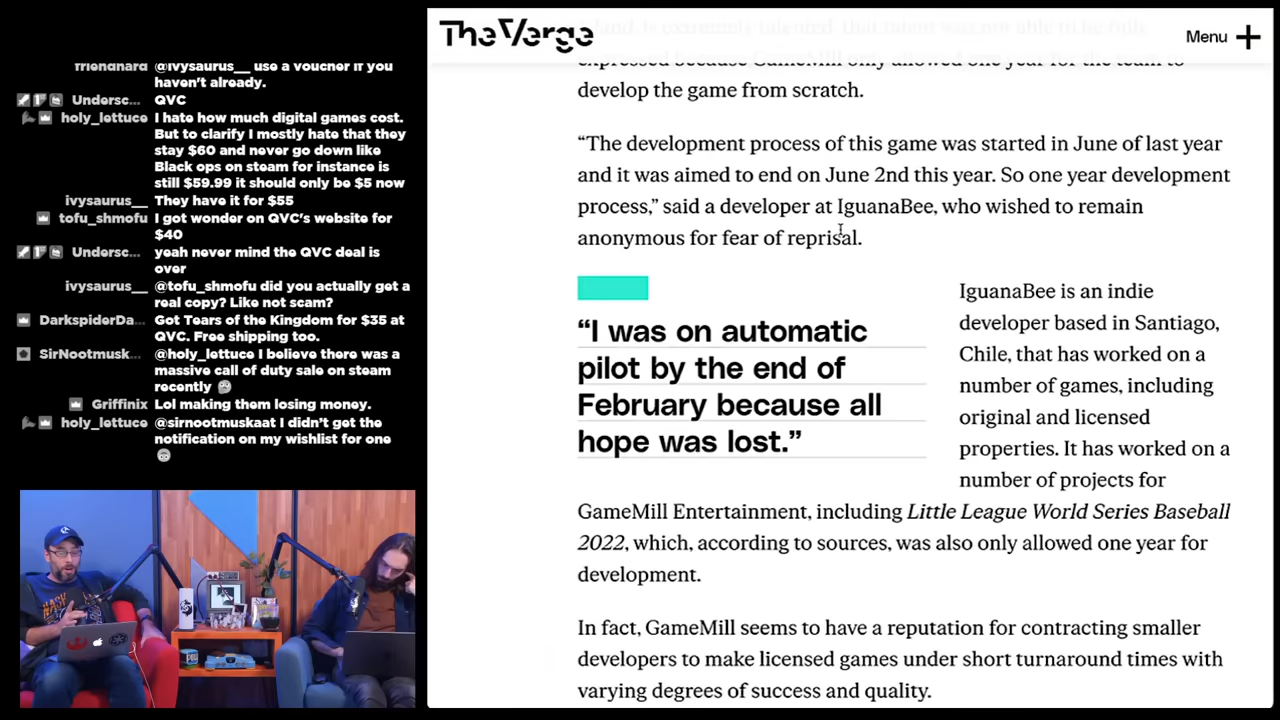 friendnard @ivysaurus__ use a voucher if you
haven't already.
Undersc... QVC
holy_lettuce I hate how much digital games cost.
But to clarify I mostly hate that they
stay $60 and never go down like
Black ops on steam for instance is
still $59.99 it should only be $5 now
ivysaurus__ They have it for $55
tofu_shmofu I got wonder on QVC's website for
$40
Undersc... yeah never mind the QVC deal is
over
ivysaurus__ @tofu_shmofu did you actually get a
real copy? Like not scam?
DarkspiderDa... Got Tears of the Kingdom for $35 at
QVC. Free shipping too.
SirNootmusk... @holy_lettuce I believe there was a
massive call of duty sale on steam
recently
Griffinix Lol making them losing money.
holy_lettuce @sirnootmuskaat I didn't get the
notification on my wishlist for one
The Verge
Menu
expressed because GameMill only allowed one year for the team to
develop the game from scratch.
“The development process of this game was started in June of last year
and it was aimed to end on June 2nd this year. So one year development
process,” said a developer at IguanaBee, who wished to remain
anonymous for fear of reprisal.
“I was on automatic
pilot by the end of
February because all
hope was lost.”
IguanaBee is an indie
developer based in Santiago,
Chile, that has worked on a
number of games, including
original and licensed
properties. It has worked on a
number of projects for
GameMill Entertainment, including Little League World Series Baseball
2022, which, according to sources, was also only allowed one year for
development.
In fact, GameMill seems to have a reputation for contracting smaller
developers to make licensed games under short turnaround times with
varying degrees of success and quality.